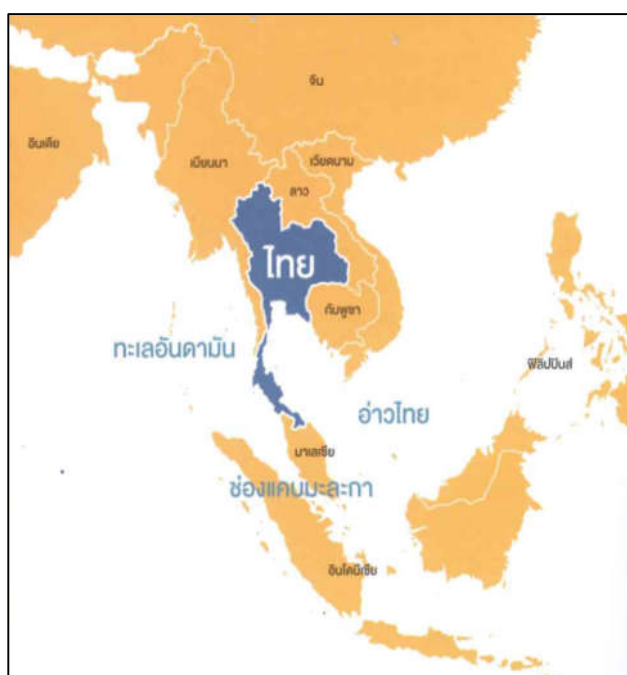 จีน
อินเดีย
เมียนมา
เวียดนาม
ลาว
ไทย
กัมพูชา
ทะเลอันดามัน
ฟิลิปปินส์
อ่าวไทย
มาเลเซีย
ช่องแคบมะละกา
อินโดนีเซีย